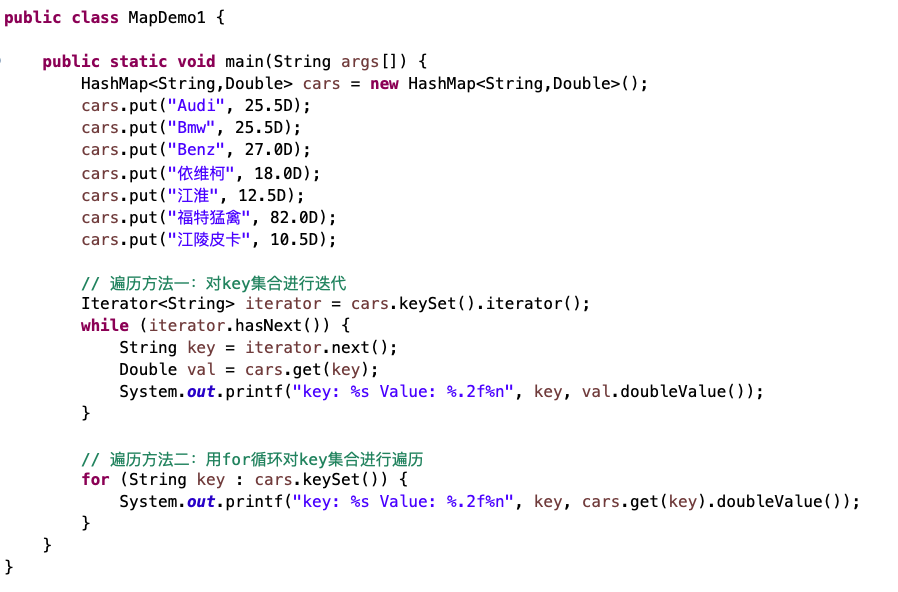 public class MapDemo1 {
public static void main(String args[]) {
HashMap<String,Double> cars = new HashMap<String,Double>();
cars.put("Audi", 25.5D);
cars.put("Bmw", 25.5D);
cars.put("Benz", 27.0D);
cars.put("依维柯", 18.0D);
cars.put("江淮", 12.5D);
cars.put("福特猛禽", 82.0D);
cars.put("江陵皮卡", 10.5D);
// 遍历方法一：对key集合进行迭代
Iterator<String> iterator = cars.keySet().iterator();
while (iterator.hasNext()) {
String key = iterator.next();
Double val = cars.get(key);
System.out.printf("key: %s Value: %.2f%n", key, val.doubleValue());
}
// 遍历方法二：用for循环对key集合进行遍历
for (String key : cars.keySet()) {
System.out.printf("key: %s Value: %.2f%n", key, cars.get(key).doubleValue());
}
}
}